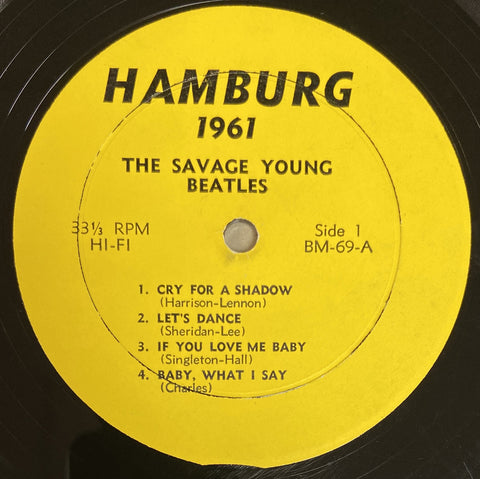 HAMBURG
1961
THE SAVAGE YOUNG
BEATLES
33⅓ RPM
HI-FI
Side 1
BM-69-A
1. CRY FOR A SHADOW
(Harrison-Lennon)
2. LET'S DANCE
(Sheridan-Lee)
3. IF YOU LOVE ME BABY
(Singleton-Hall)
4. BABY, WHAT I SAY
(Charles)